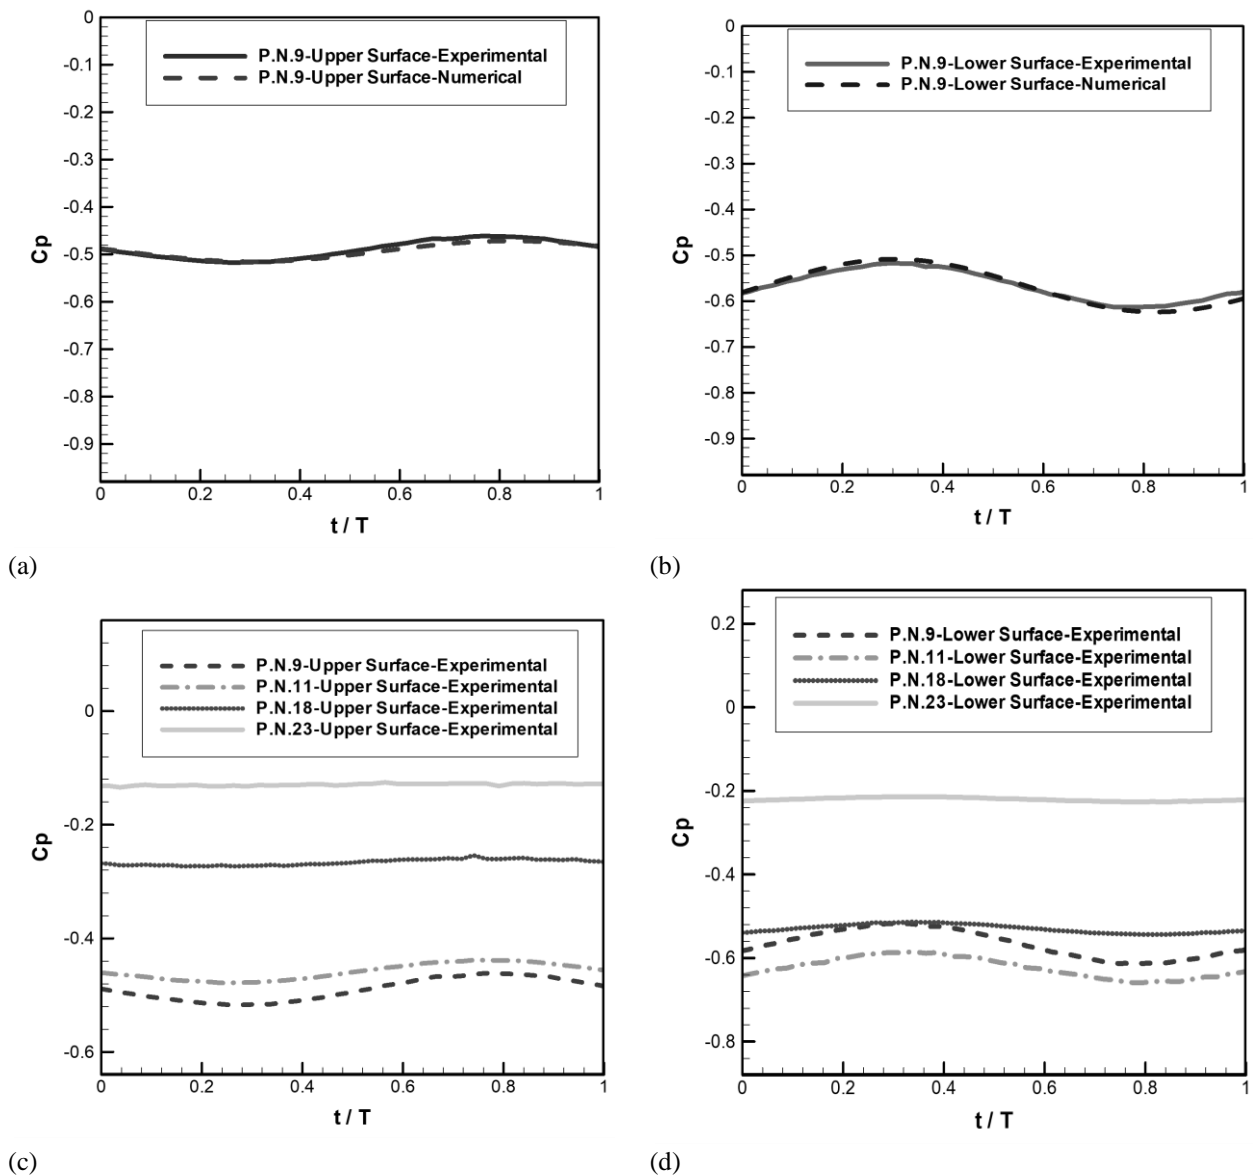 0
-0.1
-0.2
-0.3
-0.4
-0.5
-0.6
-0.7
-0.8
-0.9
Cp
P.N.9-Upper Surface-Experimental
P.N.9-Upper Surface-Numerical
0 0.2 0.4 0.6 0.8 1
t / T
(a)
0
-0.1
-0.2
-0.3
-0.4
-0.5
-0.6
-0.7
-0.8
-0.9
Cp
P.N.9-Lower Surface-Experimental
P.N.9-Lower Surface-Numerical
0 0.2 0.4 0.6 0.8 1
t / T
(b)
0
-0.2
-0.4
-0.6
Cp
P.N.9-Upper Surface-Experimental
P.N.11-Upper Surface-Experimental
P.N.18-Upper Surface-Experimental
P.N.23-Upper Surface-Experimental
0 0.2 0.4 0.6 0.8 1
t / T
(c)
0.2
0
-0.2
-0.4
-0.6
-0.8
Cp
P.N.9-Lower Surface-Experimental
P.N.11-Lower Surface-Experimental
P.N.18-Lower Surface-Experimental
P.N.23-Lower Surface-Experimental
0 0.2 0.4 0.6 0.8 1
t / T
(d)